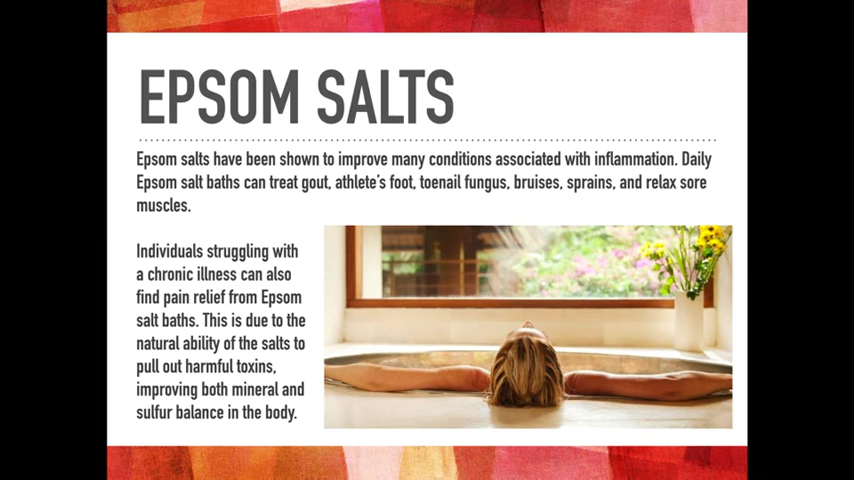 EPSOM SALTS
Epsom salts have been shown to improve many conditions associated with inflammation. Daily
Epsom salt baths can treat gout, athlete's foot, toenail fungus, bruises, sprains, and relax sore
muscles.
Individuals struggling with
a chronic illness can also
find pain relief from Epsom
salt baths. This is due to the
natural ability of the salts to
pull out harmful toxins,
improving both mineral and
sulfur balance in the body.